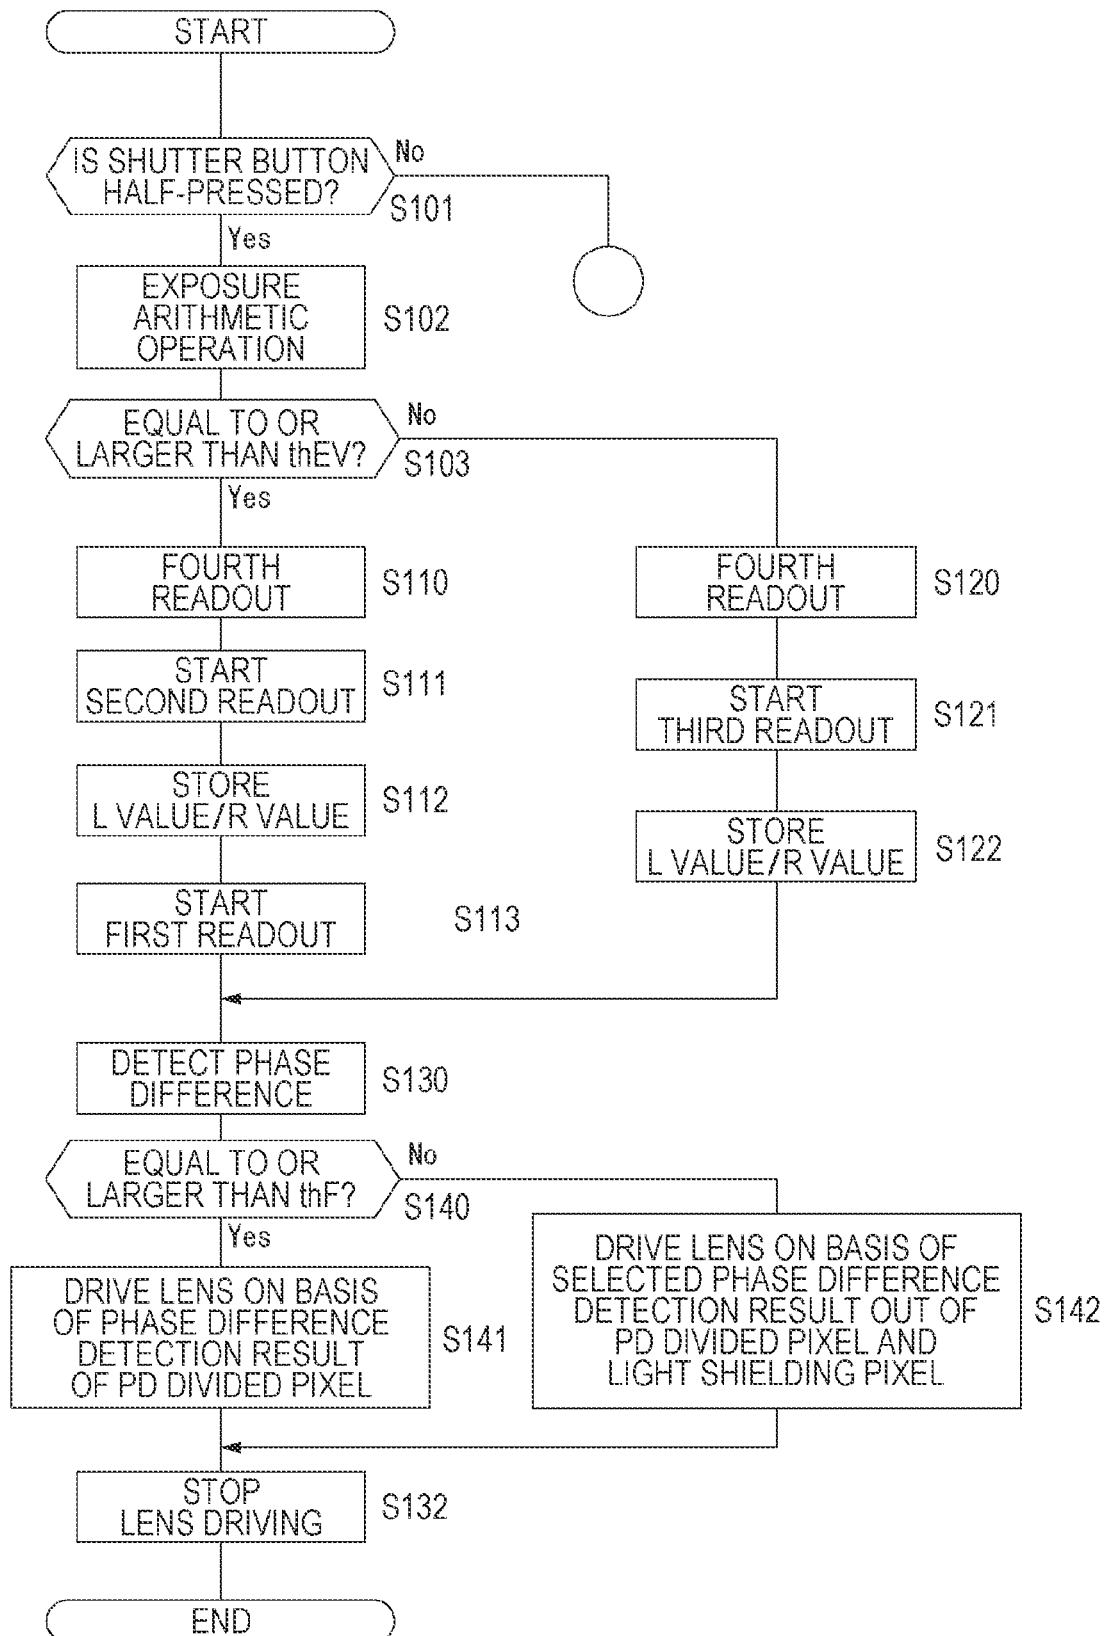 START
IS SHUTTER BUTTON
HALF-PRESSED?
No
S101
Yes
EXPOSURE
ARITHMETIC
OPERATION
S102
EQUAL TO OR
LARGER THAN thEV?
No
S103
Yes
FOURTH
READOUT
S110
START
SECOND READOUT
S111
STORE
L VALUE/R VALUE
S112
START
FIRST READOUT
S113
FOURTH
READOUT
S120
START
THIRD READOUT
S121
STORE
L VALUE/R VALUE
S122
DETECT PHASE
DIFFERENCE
S130
EQUAL TO OR
LARGER THAN thF?
No
S140
Yes
DRIVE LENS ON BASIS
OF PHASE DIFFERENCE
DETECTION RESULT
OF PD DIVIDED PIXEL
S141
DRIVE LENS ON BASIS OF
SELECTED PHASE DIFFERENCE
DETECTION RESULT OUT OF
PD DIVIDED PIXEL AND
LIGHT SHIELDING PIXEL
S142
STOP
LENS DRIVING
S132
END